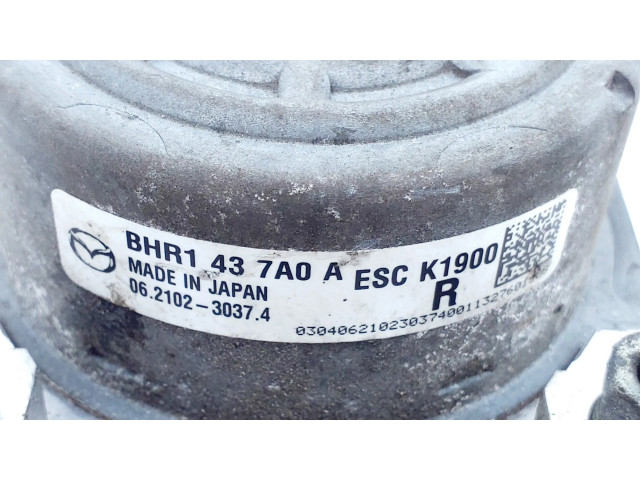 BHR1 43 7A0 A ESC K1900
MADE IN JAPAN R
06.2102-3037.4